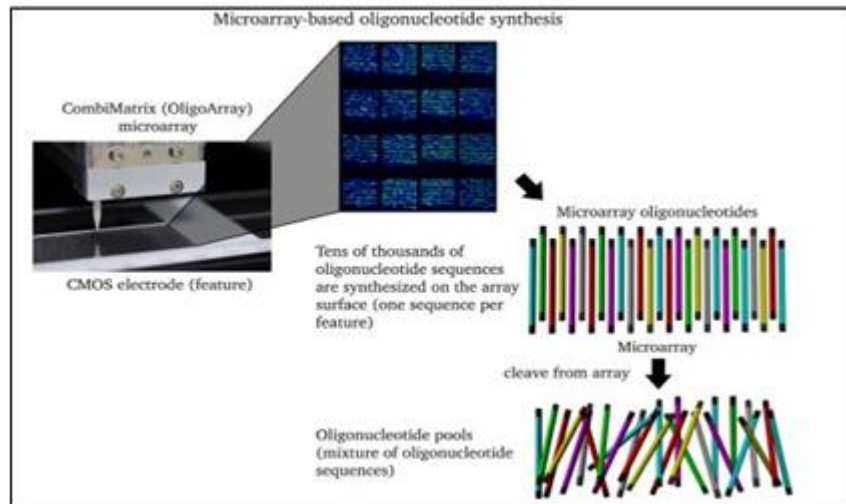 Microarray-based oligonucleotide synthesis
CombiMatrix (OligoArray)
microarray
CMOS electrode (feature)
Tens of thousands of
oligonucleotide sequences
are synthesized on the array
surface (one sequence per
feature)
Microarray oligonucleotides
Microarray
cleave from array
Oligonucleotide pools
(mixture of oligonucleotide
sequences)